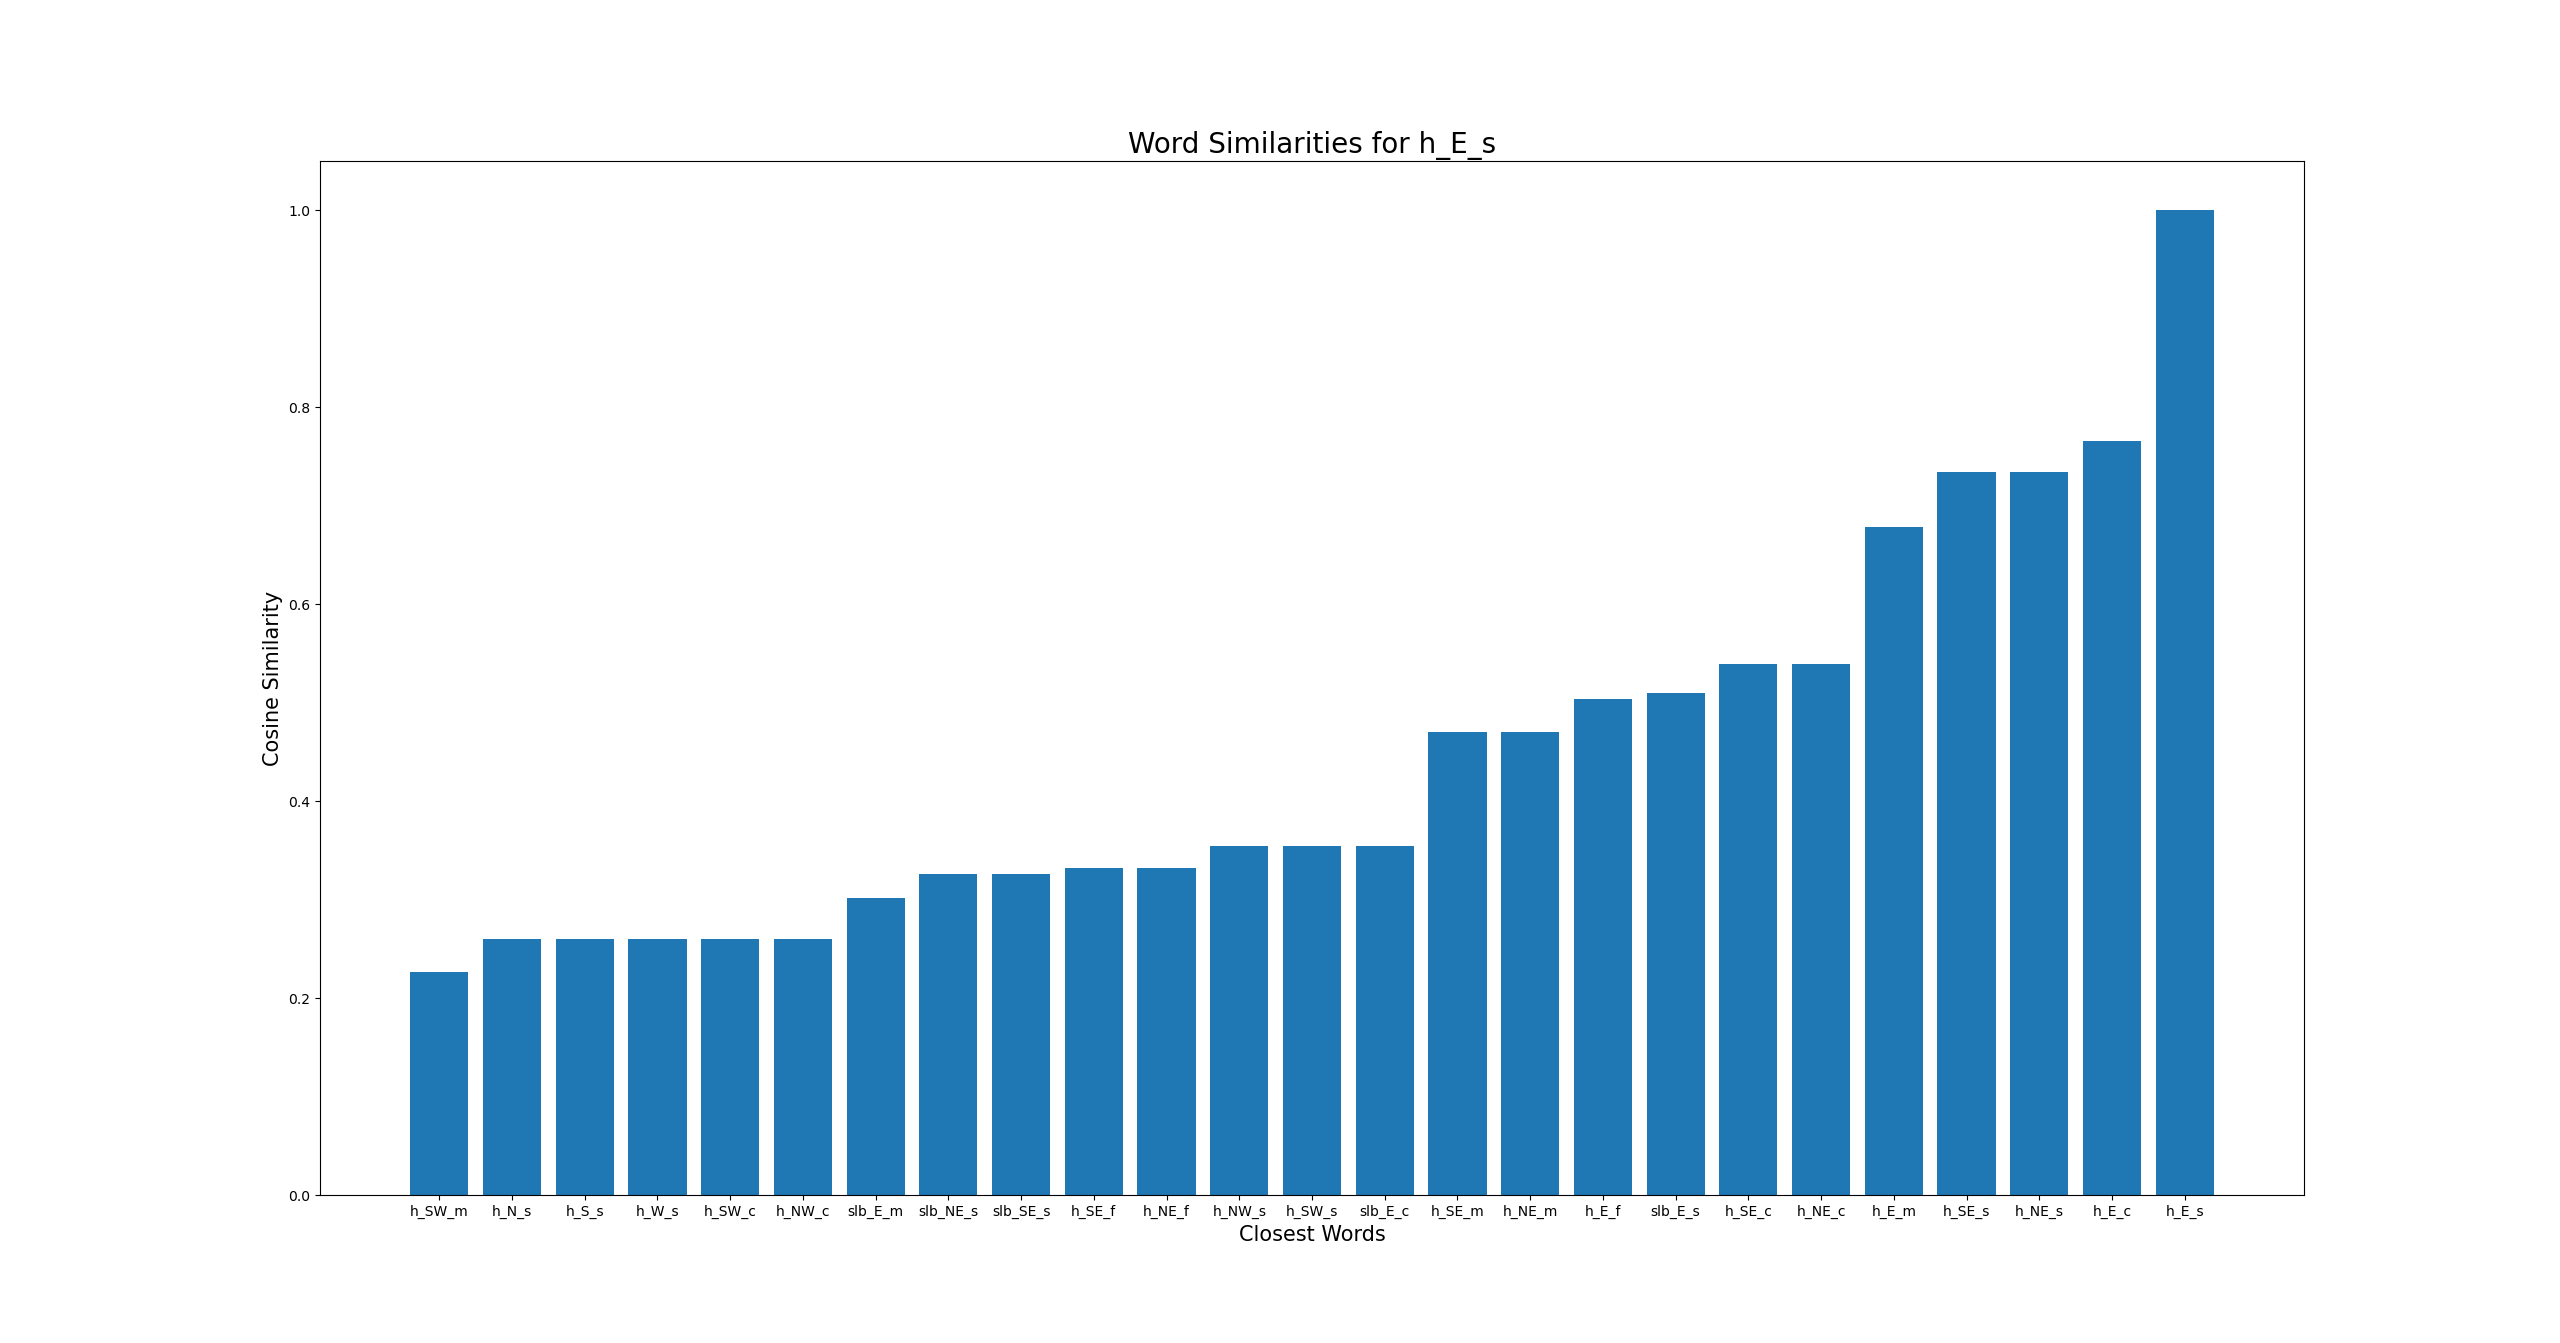 Word Similarities for h_E_s
Cosine Similarity
1.0
0.8
0.6
0.4
0.2
0.0
h_SW_m h_N_s h_S_s h_W_s h_SW_c h_NW_c slb_E_m slb_NE_s slb_SE_s h_SE_f h_NE_f h_NW_s h_SW_s slb_E_c h_SE_m h_NE_m h_E_f slb_E_s h_SE_c h_NE_c h_E_m h_SE_s h_NE_s h_E_c h_E_s
Closest Words